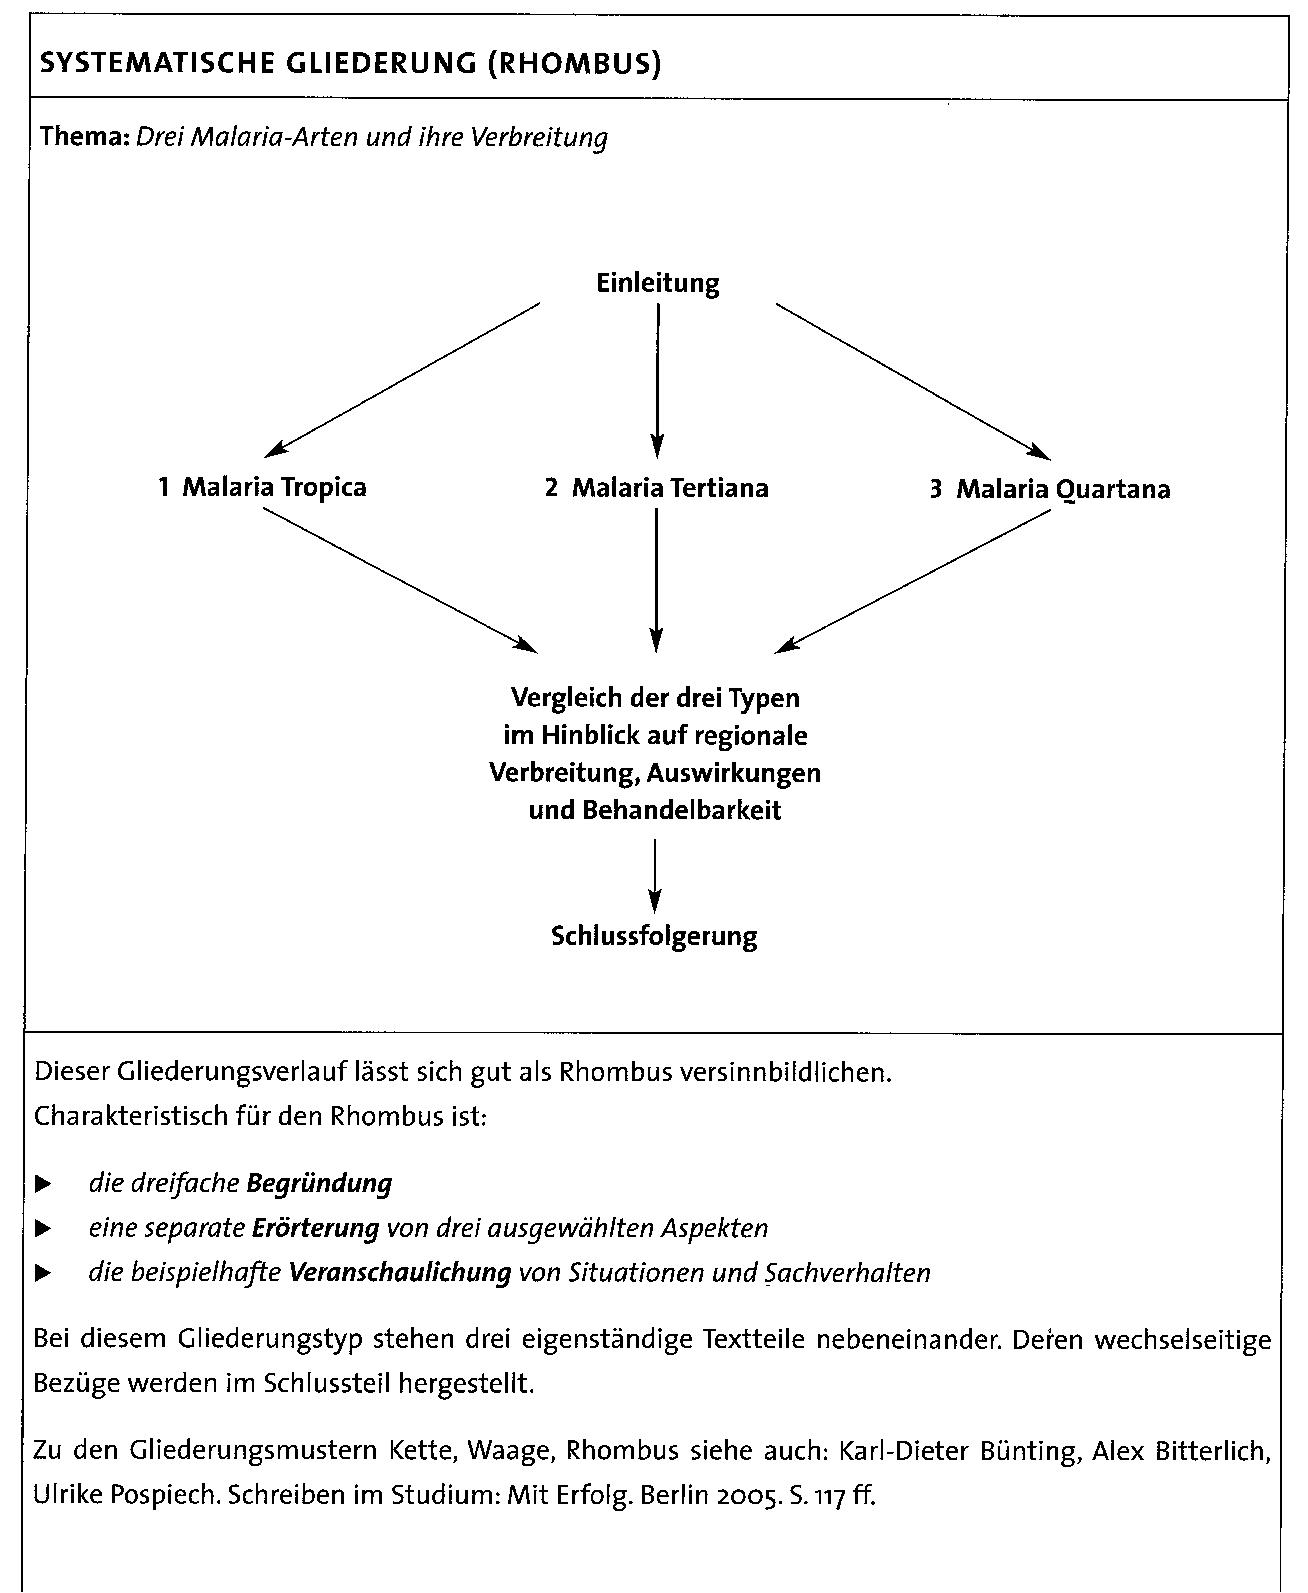 SYSTEMATISCHE GLIEDERUNG (RHOMBUS)
Thema: Drei Malaria-Arten und ihre Verbreitung
Einleitung
1 Malaria Tropica
2 Malaria Tertiana
3 Malaria Quartana
Vergleich der drei Typen
im Hinblick auf regionale
Verbreitung, Auswirkungen
und Behandelbarkeit
Schlussfolgerung
Dieser Gliederungsverlauf lässt sich gut als Rhombus versinnbildlichen.
Charakteristisch für den Rhombus ist:
▶ die dreifache Begründung
▶ eine separate Erörterung von drei ausgewählten Aspekten
▶ die beispielhafte Veranschaulichung von Situationen und Sachverhalten
Bei diesem Gliederungstyp stehen drei eigenständige Textteile nebeneinander. Deren wechselseitige
Bezüge werden im Schlussteil hergestellt.
Zu den Gliederungsmustern Kette, Waage, Rhombus siehe auch: Karl-Dieter Bünting, Alex Bitterlich,
Ulrike Pospiech. Schreiben im Studium: Mit Erfolg. Berlin 2005. S. 117 ff.